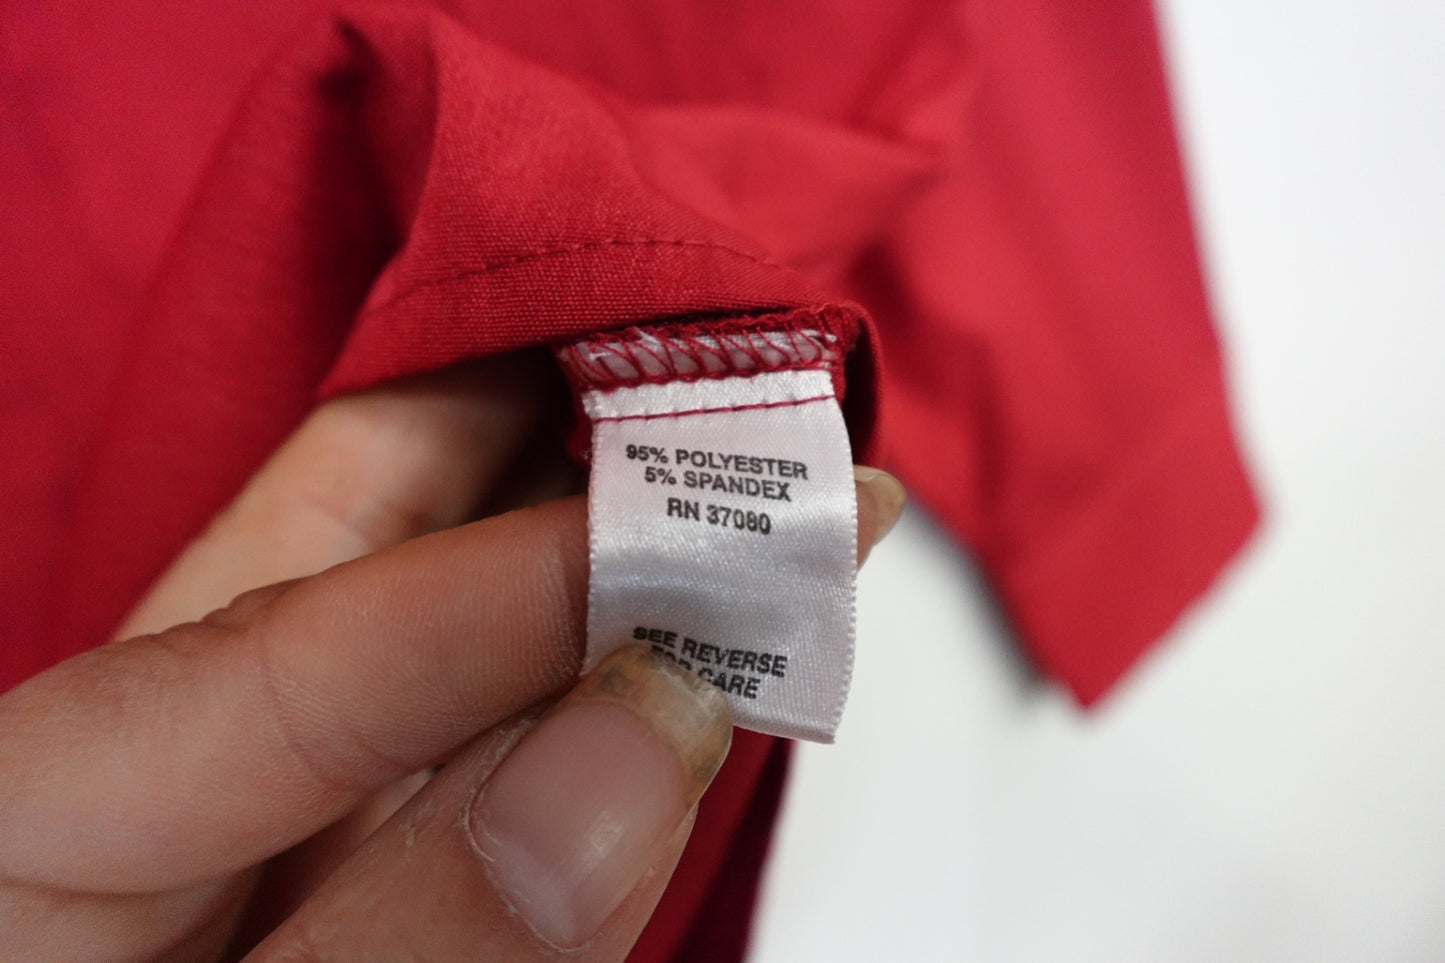 95% POLYESTER
5% SPANDEX
RN 37080
SEE REVERSE
FOR CARE